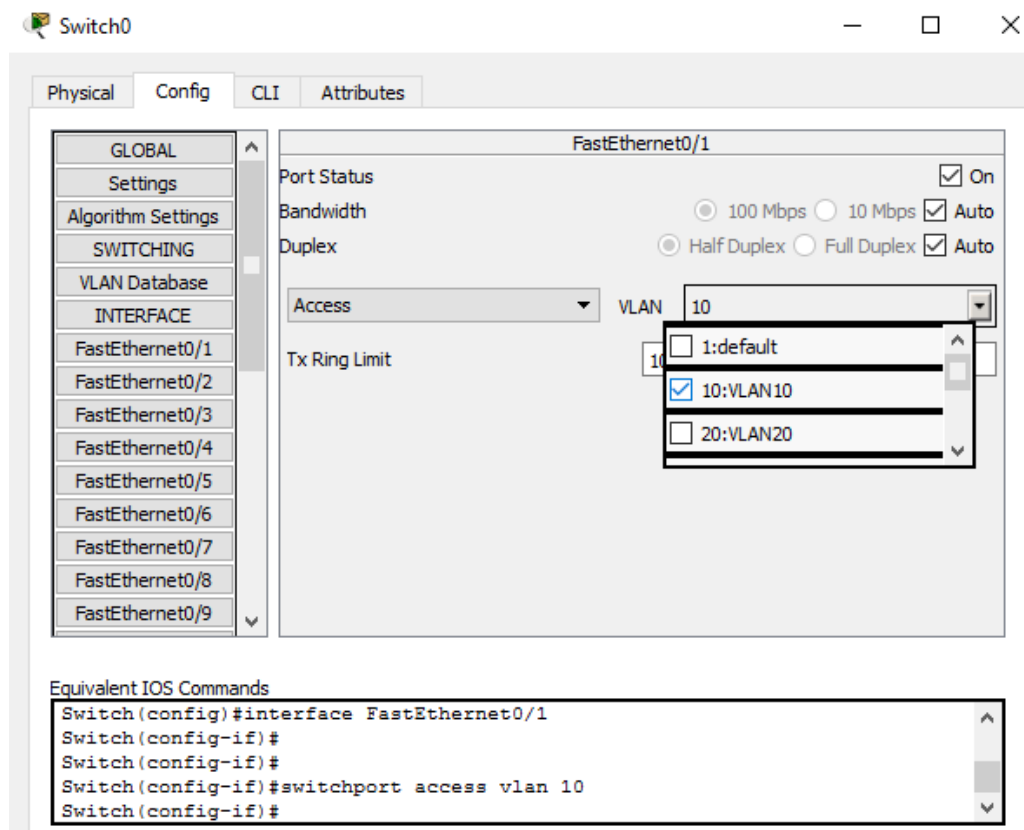 Switch0
Physical Config CLI Attributes
GLOBAL
Settings
Algorithm Settings
SWITCHING
VLAN Database
INTERFACE
FastEthernet0/1
FastEthernet0/2
FastEthernet0/3
FastEthernet0/4
FastEthernet0/5
FastEthernet0/6
FastEthernet0/7
FastEthernet0/8
FastEthernet0/9
FastEthernet0/1
Port Status On
Bandwidth 100 Mbps 10 Mbps Auto
Duplex Half Duplex Full Duplex Auto
Access VLAN 10
Tx Ring Limit
1:default
10:VLAN10
20:VLAN20
Equivalent IOS Commands
Switch(config)#interface FastEthernet0/1
Switch(config-if)#
Switch(config-if)#
Switch(config-if)#switchport access vlan 10
Switch(config-if)#